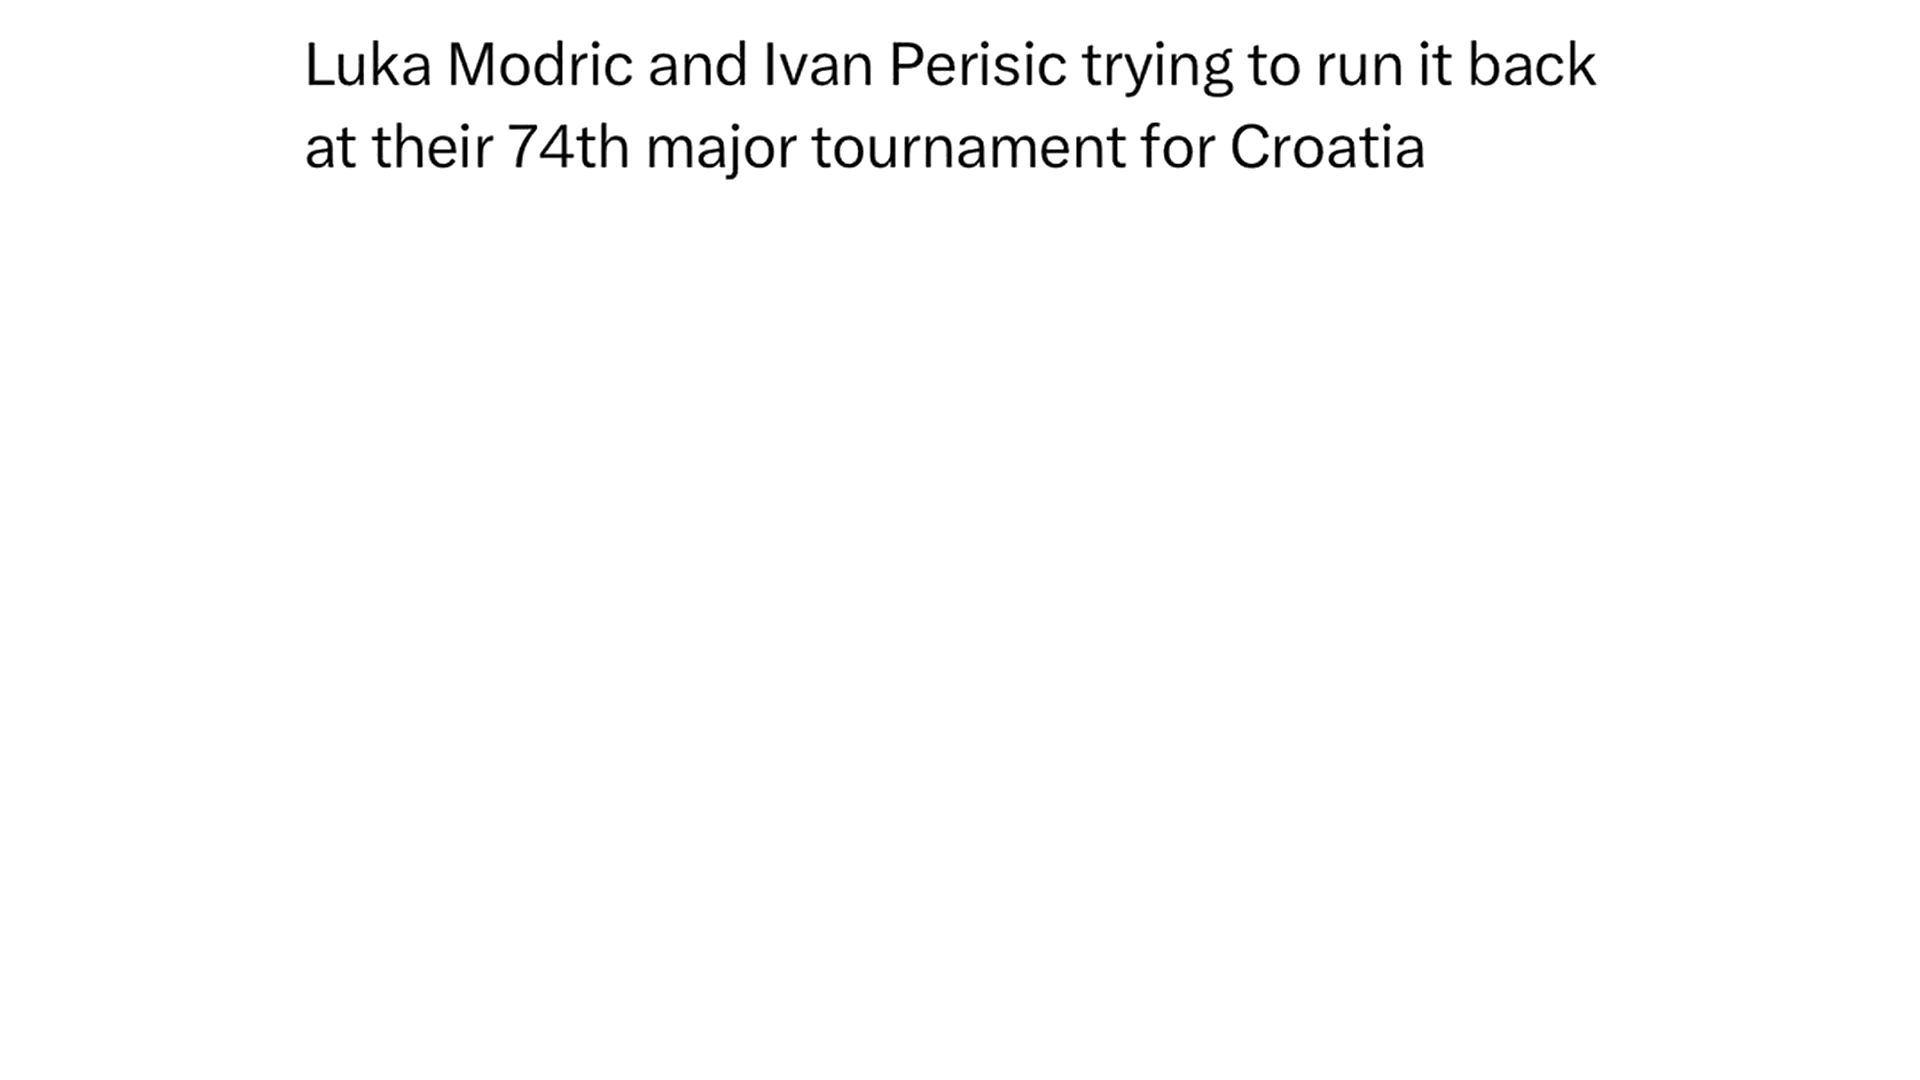 Luka Modric and Ivan Perisic trying to run it back
at their 74th major tournament for Croatia